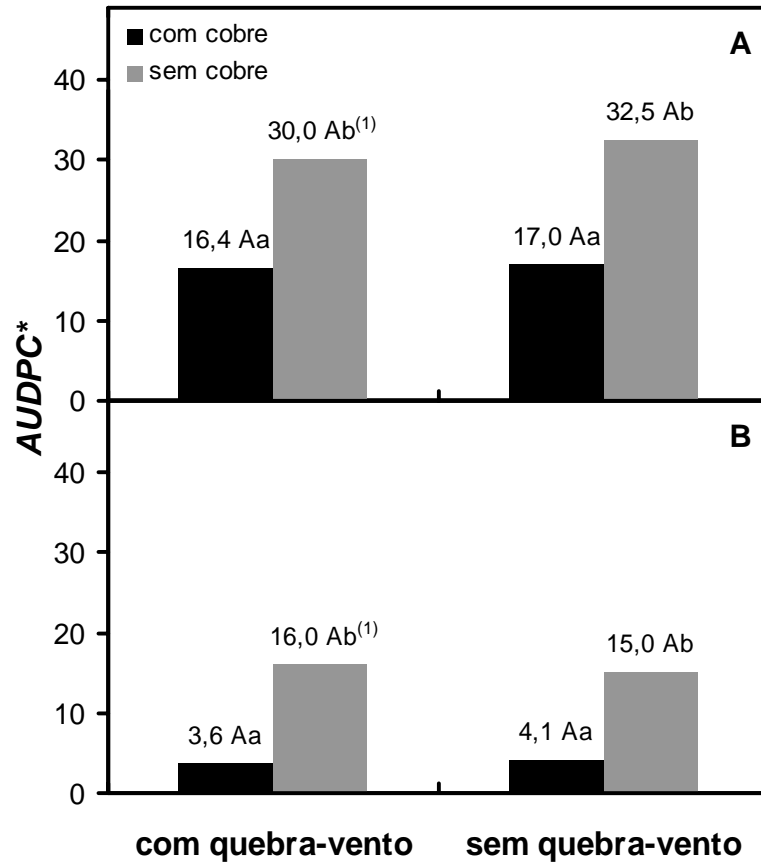 com cobre
sem cobre
A
AUDPC*
40
30
20
10
0
30,0 Ab(1)
32,5 Ab
16,4 Aa
17,0 Aa
B
40
30
20
10
0
16,0 Ab(1)
15,0 Ab
3,6 Aa
4,1 Aa
com quebra-vento
sem quebra-vento